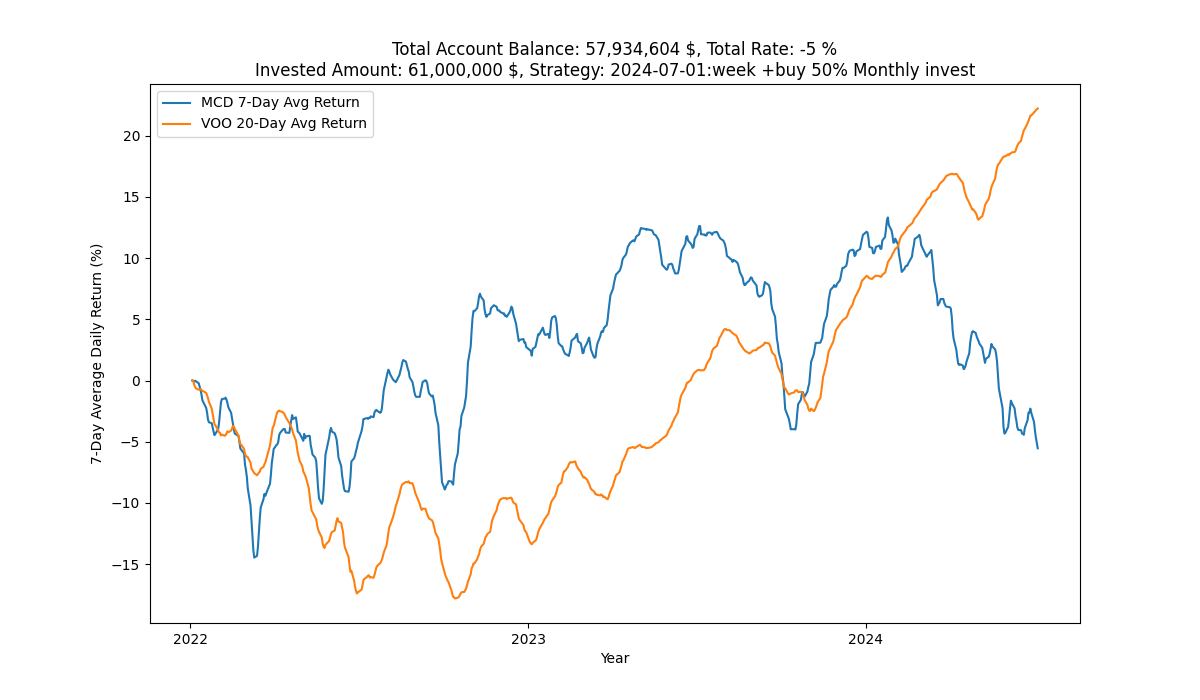 Total Account Balance: 57,934,604 $, Total Rate: -5 %
Invested Amount: 61,000,000 $, Strategy: 2024-07-01:week +buy 50% Monthly invest
MCD 7-Day Avg Return
VOO 20-Day Avg Return
7-Day Average Daily Return (%)
20
15
10
5
0
−5
−10
−15
2022
2023
2024
Year